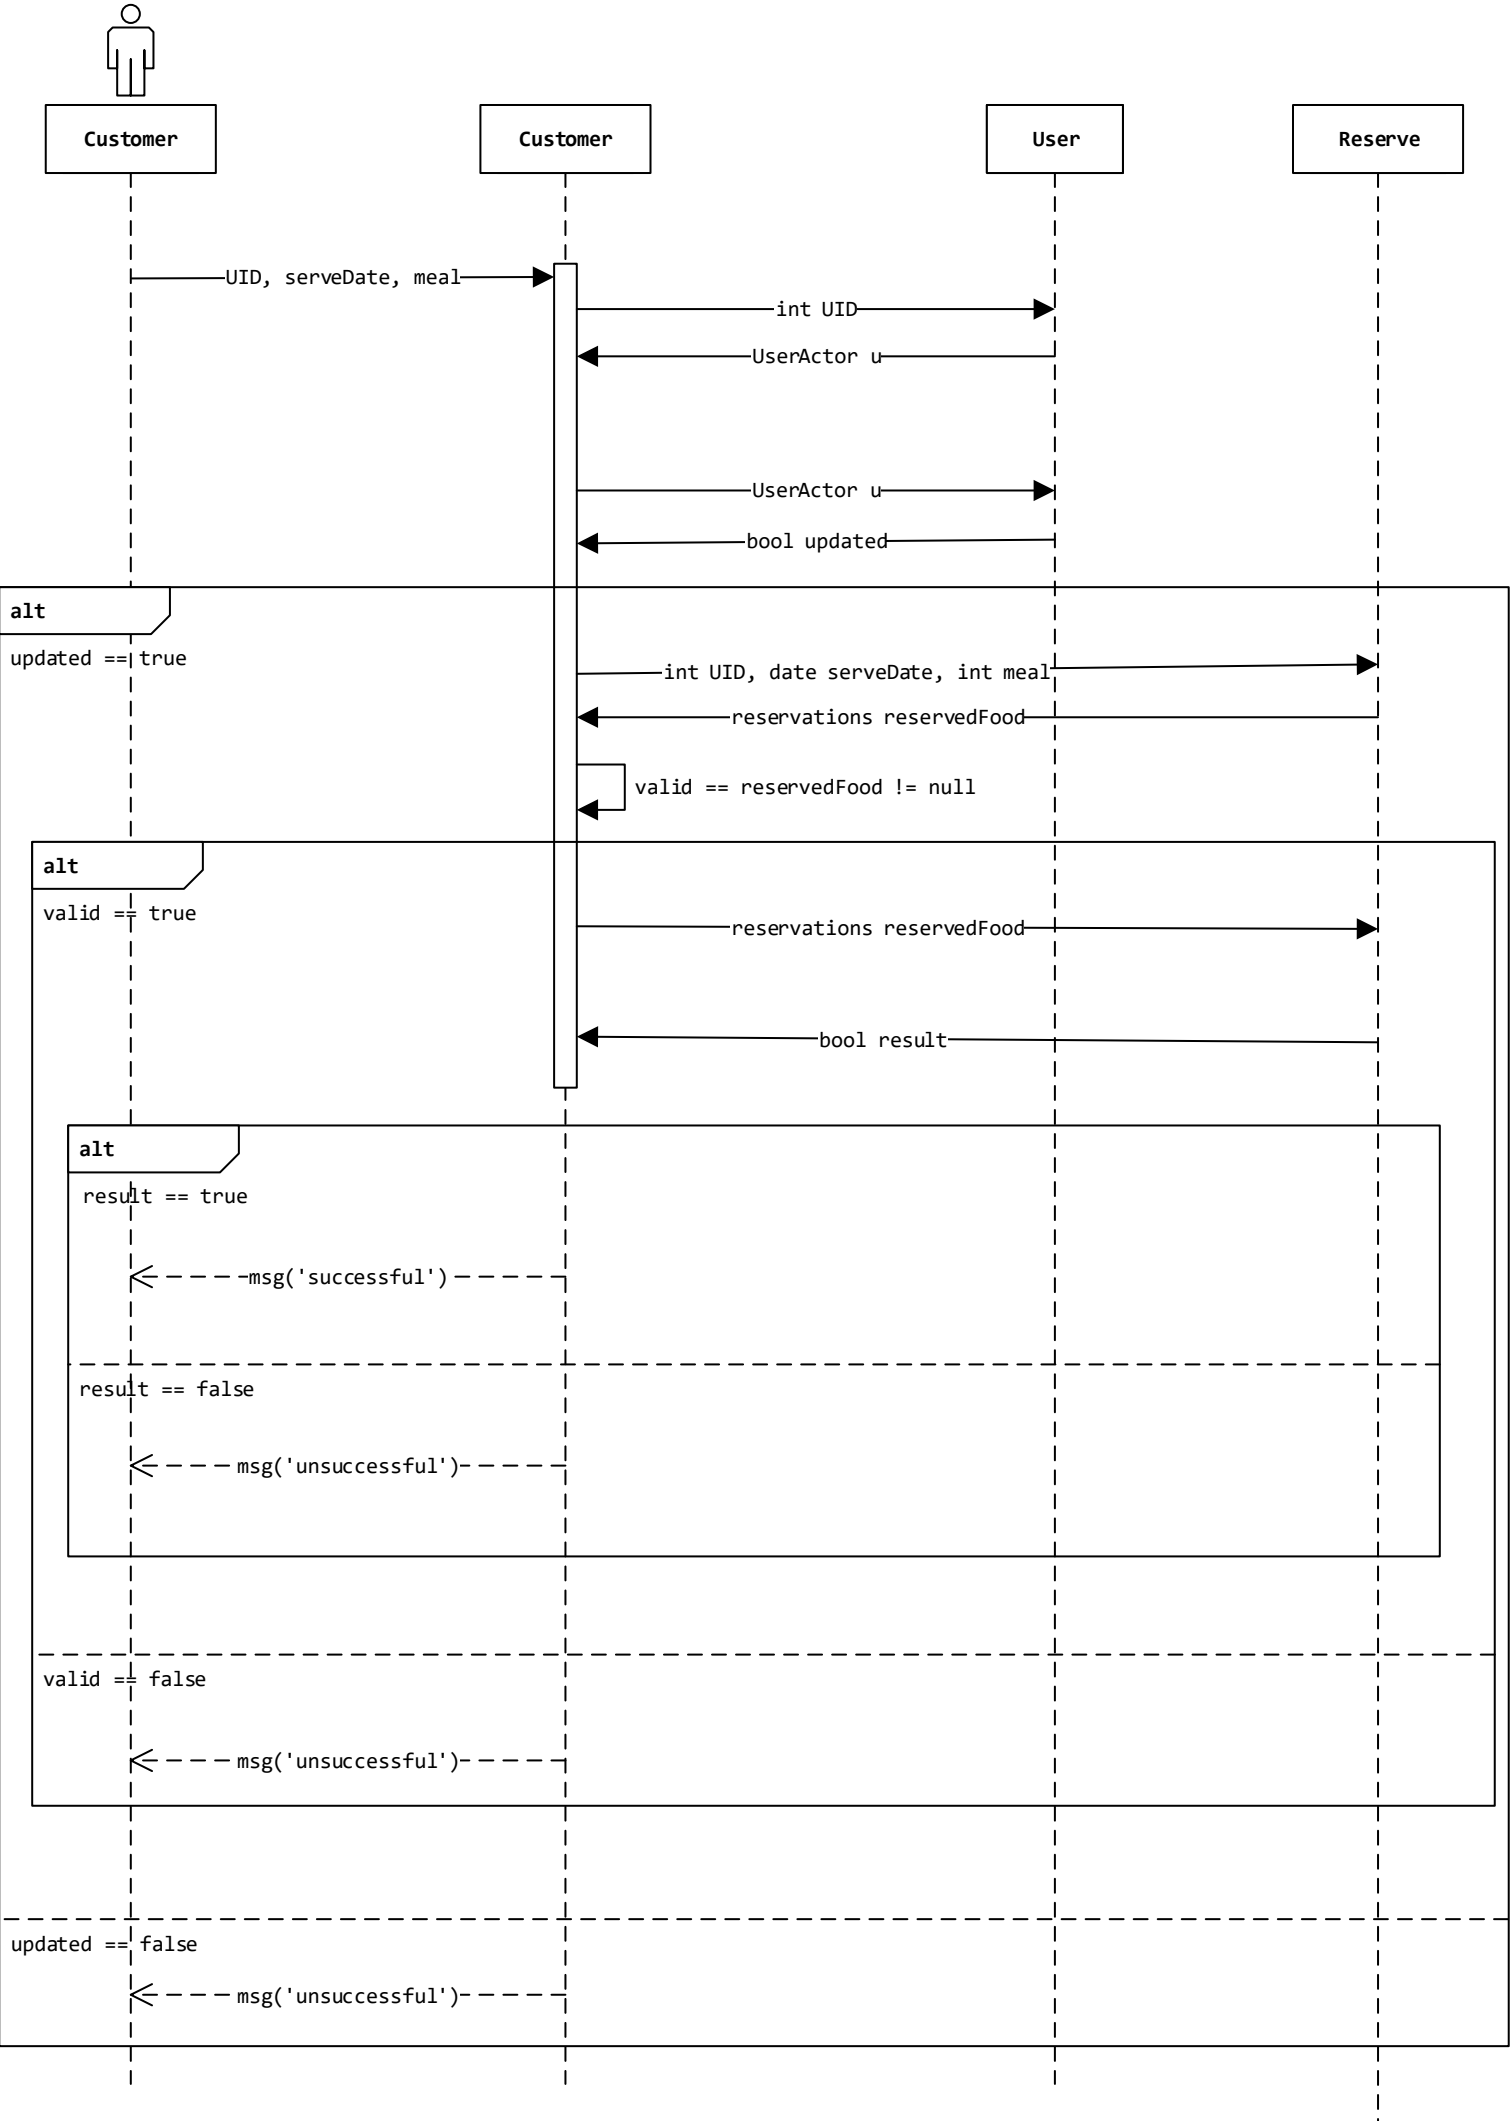 Customer
Customer
User
Reserve
UID, serveDate, meal
int UID
UserActor u
UserActor u
bool updated
alt
updated == true
int UID, date serveDate, int meal
reservations reservedFood
valid == reservedFood != null
alt
valid == true
reservations reservedFood
bool result
alt
result == true
msg('successful')
result == false
msg('unsuccessful')
valid == false
msg('unsuccessful')
updated == false
msg('unsuccessful')